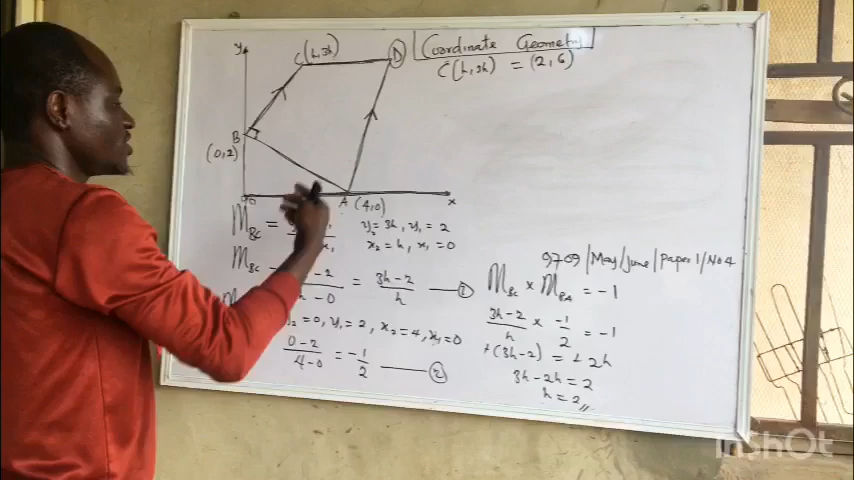 Coordinate Geometry
C(h,3h) = (2,6)
y
C(h,3h)
D
B
(0,2)
0
A (4,0)
x
M_BC =
y₂=3h, y₁=2
x₂=h, x₁=0
M_BC
-2
h-0
= 3h-2
h
①
=0, y₁=2, x₂=4, x₁=0
0-2
4-0
= -1
2
②
9709/May/June/Paper 1/No 4
M_BC × M_BA = -1
3h-2 × -1 = -1
h 2
+(3h-2) = +2h
3h-2h=2
h=2,,
InShOt